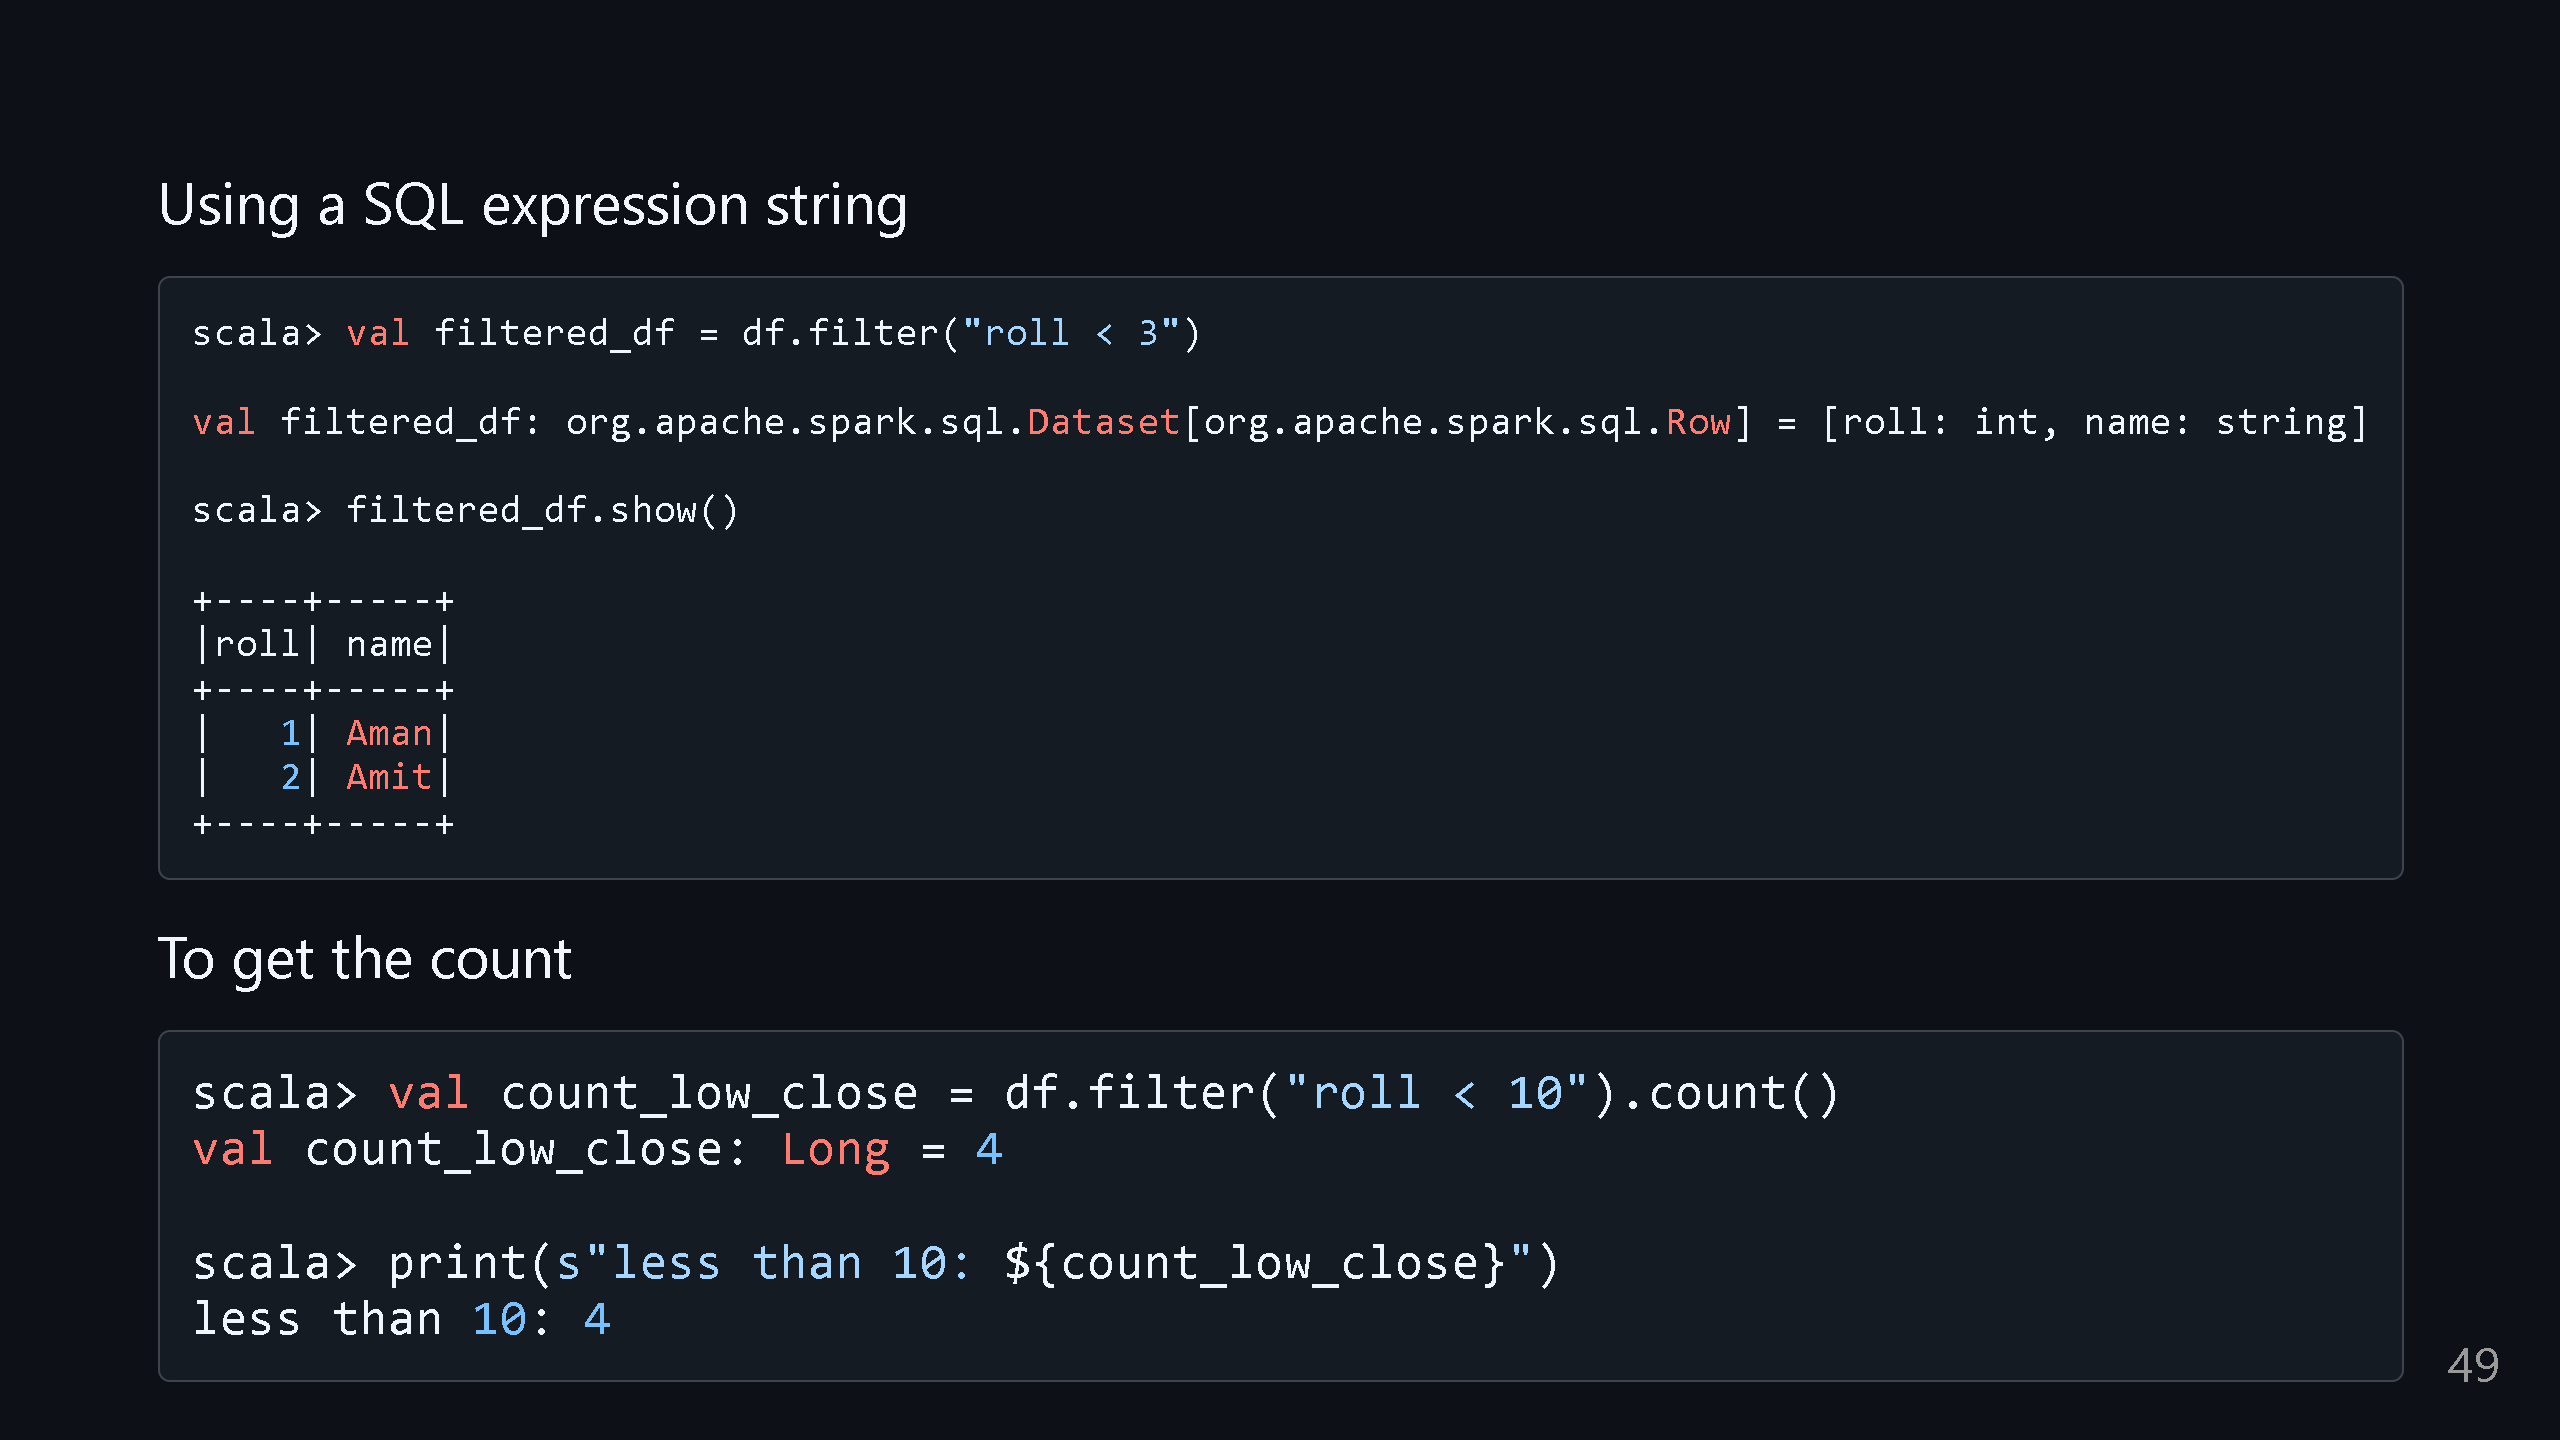 Using a SQL expression string
scala> val filtered_df = df.filter("roll < 3")
val filtered_df: org.apache.spark.sql.Dataset[org.apache.spark.sql.Row] = [roll: int, name: string]
scala> filtered_df.show()
+----+-----+
|roll| name|
+----+-----+
|   1| Aman|
|   2| Amit|
+----+-----+
To get the count
scala> val count_low_close = df.filter("roll < 10").count()
val count_low_close: Long = 4
scala> print(s"less than 10: ${count_low_close}")
less than 10: 4
49